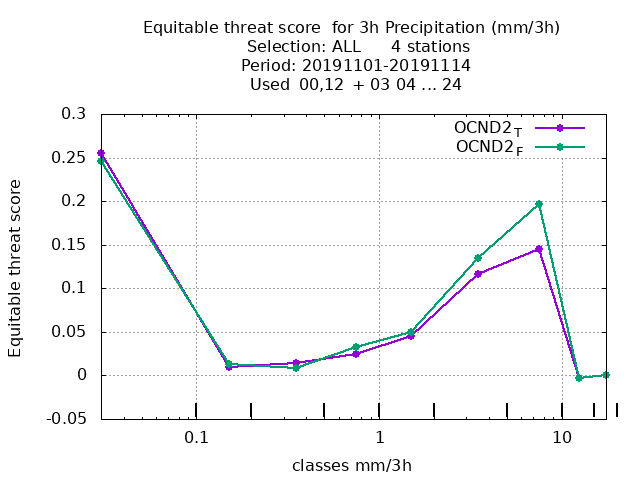 Equitable threat score  for 3h Precipitation (mm/3h)
Selection: ALL      4 stations
Period: 20191101-20191114
Used  00,12  + 03 04 ... 24
OCND2T
OCND2F
0.3
0.25
0.2
0.15
0.1
0.05
0
-0.05
Equitable threat score
0.1
1
10
classes mm/3h